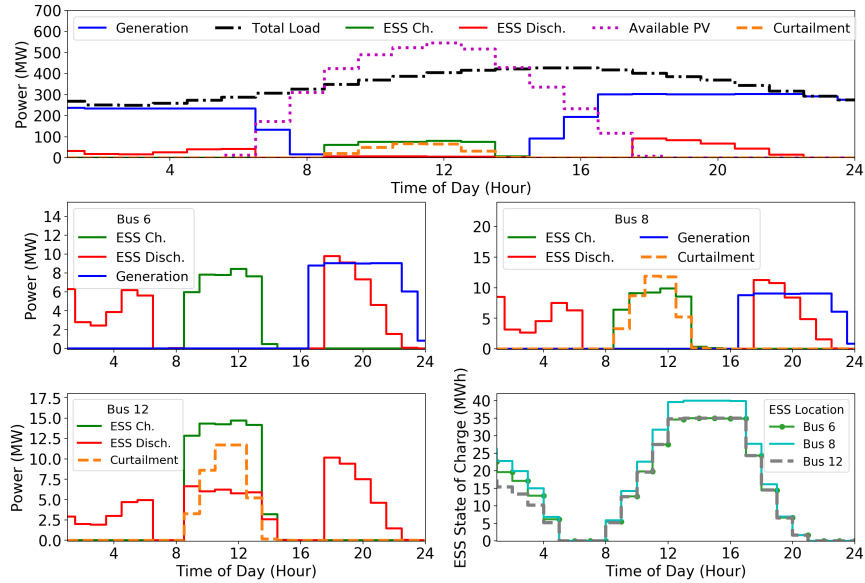 700
600
500
400
300
200
100
0
Power (MW)
Generation
Total Load
ESS Ch.
ESS Disch.
Available PV
Curtailment
4
8
12
16
20
24
Time of Day (Hour)
14
12
10
8
6
4
2
0
Power (MW)
Bus 6
ESS Ch.
ESS Disch.
Generation
4
8
12
16
20
24
20
15
10
5
0
Power (MW)
Bus 8
ESS Ch.
ESS Disch.
Generation
Curtailment
4
8
12
16
20
24
17.5
15.0
12.5
10.0
7.5
5.0
2.5
0.0
Power (MW)
Bus 12
ESS Ch.
ESS Disch.
Curtailment
4
8
12
16
20
24
Time of Day (Hour)
40
35
30
25
20
15
10
5
0
ESS State of Charge (MWh)
ESS Location
Bus 6
Bus 8
Bus 12
4
8
12
16
20
24
Time of Day (Hour)